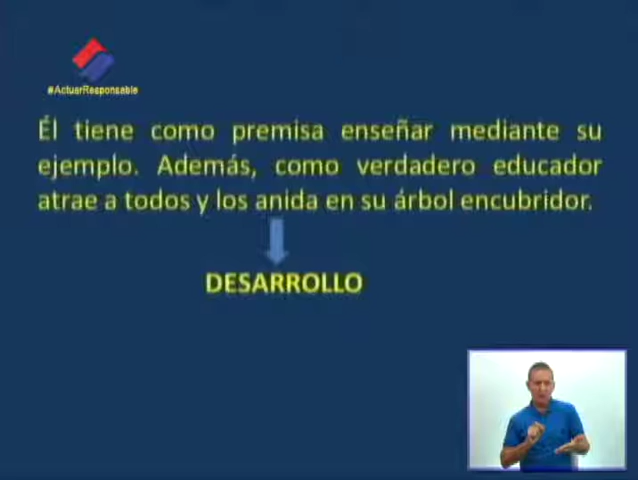 #ActuarResponsable
Él tiene como premisa enseñar mediante su
ejemplo. Además, como verdadero educador
atrae a todos y los anida en su árbol encubridor.
DESARROLLO